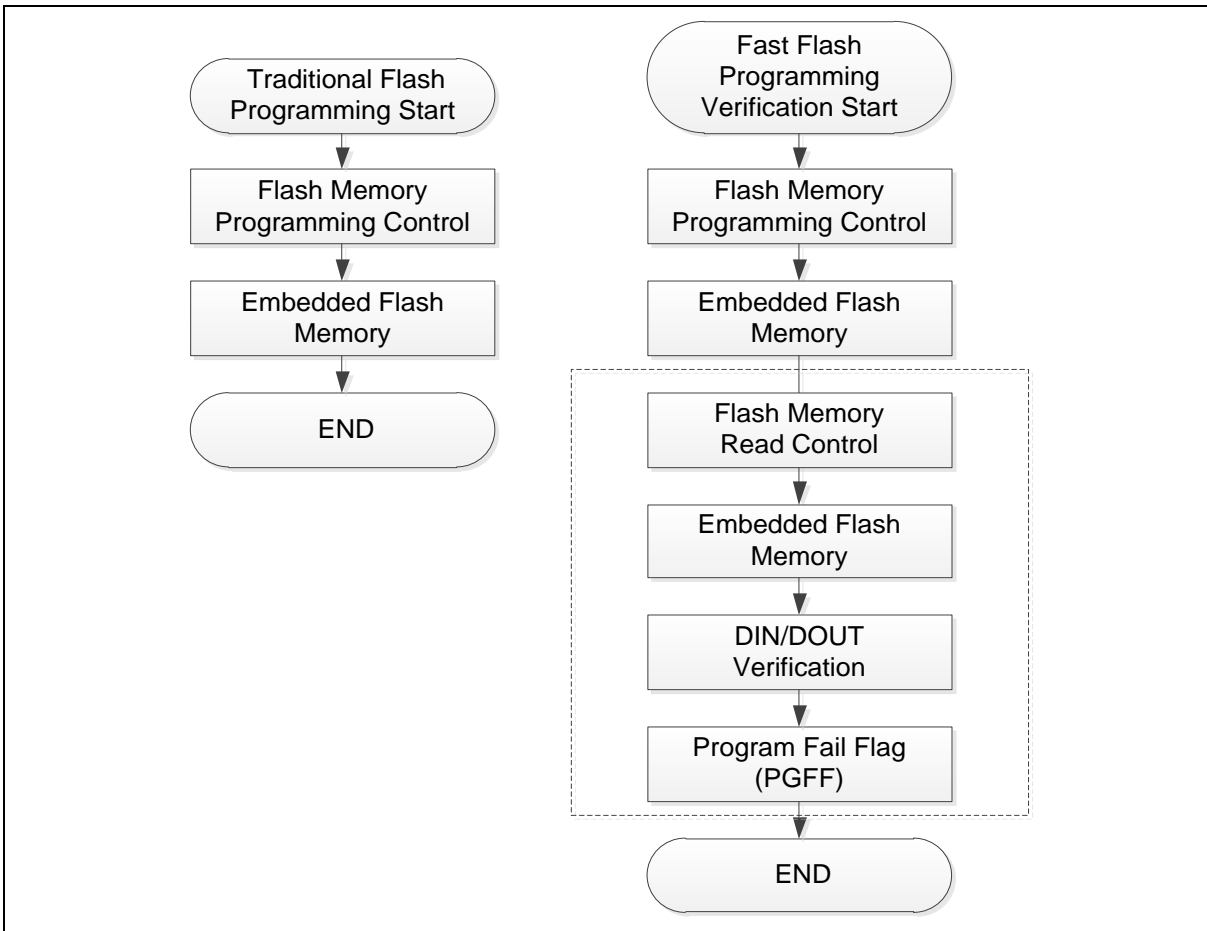 Traditional Flash
Programming Start
Flash Memory
Programming Control
Embedded Flash
Memory
END
Fast Flash
Programming
Verification Start
Flash Memory
Programming Control
Embedded Flash
Memory
Flash Memory
Read Control
Embedded Flash
Memory
DIN/DOUT
Verification
Program Fail Flag
(PGFF)
END